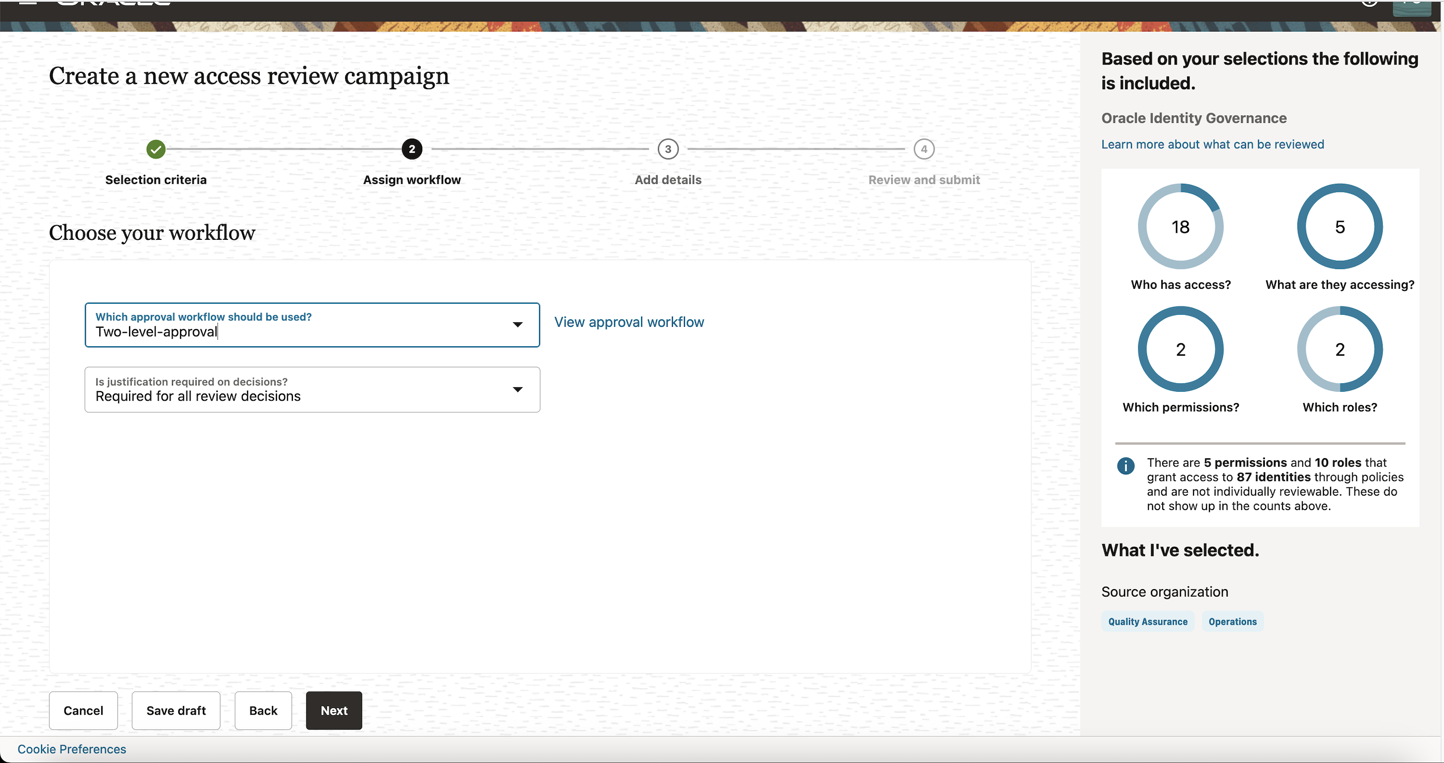 ORACLE
Create a new access review campaign
2
3
4
Selection criteria
Assign workflow
Add details
Review and submit
Choose your workflow
Which approval workflow should be used?
Two-level-approval
View approval workflow
Is justification required on decisions?
Required for all review decisions
Cancel
Save draft
Back
Next
Cookie Preferences
Based on your selections the following
is included.
Oracle Identity Governance
Learn more about what can be reviewed
18
5
Who has access?
What are they accessing?
2
2
Which permissions?
Which roles?
There are 5 permissions and 10 roles that
grant access to 87 identities through policies
and are not individually reviewable. These do
not show up in the counts above.
What I've selected.
Source organization
Quality Assurance
Operations